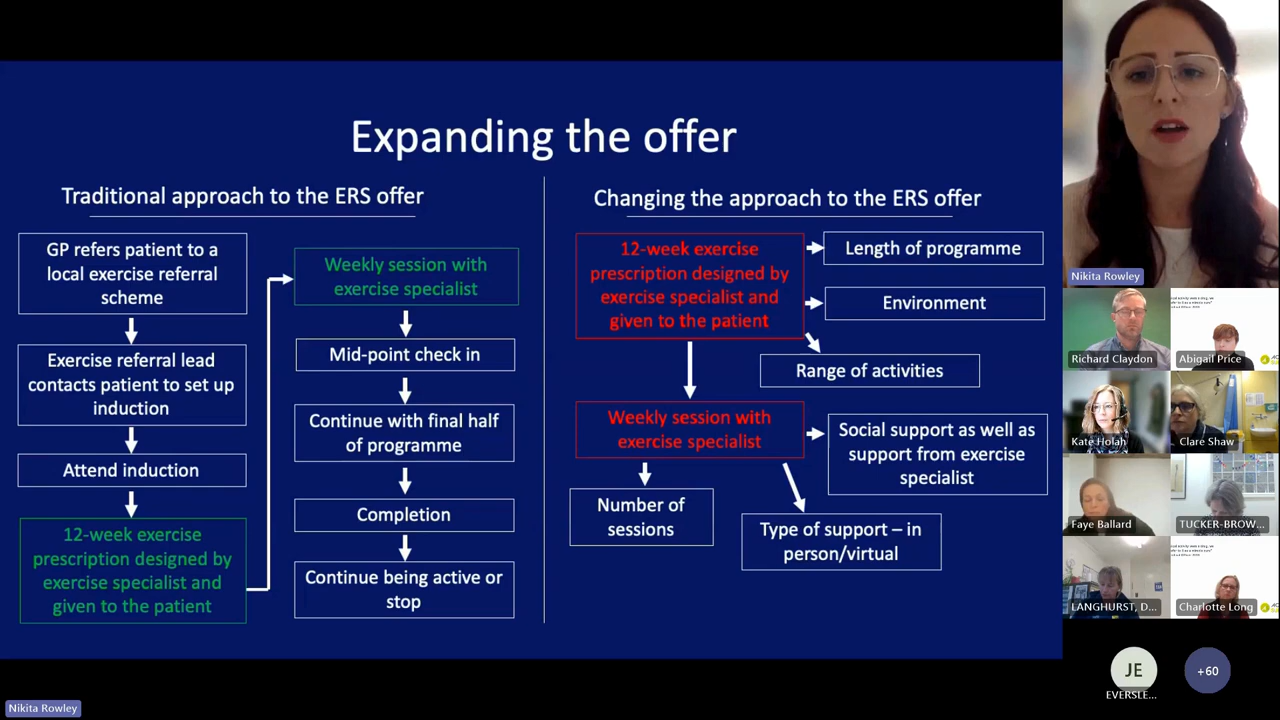 Expanding the offer
Traditional approach to the ERS offer
GP refers patient to a
local exercise referral
scheme
Exercise referral lead
contacts patient to set up
induction
Attend induction
12-week exercise
prescription designed by
exercise specialist and
given to the patient
Weekly session with
exercise specialist
Mid-point check in
Continue with final half
of programme
Completion
Continue being active or
stop
Changing the approach to the ERS offer
12-week exercise
prescription designed by
exercise specialist and
given to the patient
Length of programme
Environment
Range of activities
Weekly session with
exercise specialist
Social support as well as
support from exercise
specialist
Number of
sessions
Type of support – in
person/virtual
Nikita Rowley
Richard Claydon
Abigail Price
Kate Holah
Clare Shaw
Faye Ballard
TUCKER-BROW...
LANGHURST, D...
Charlotte Long
JE
+60
EVERSLE...
Nikita Rowley